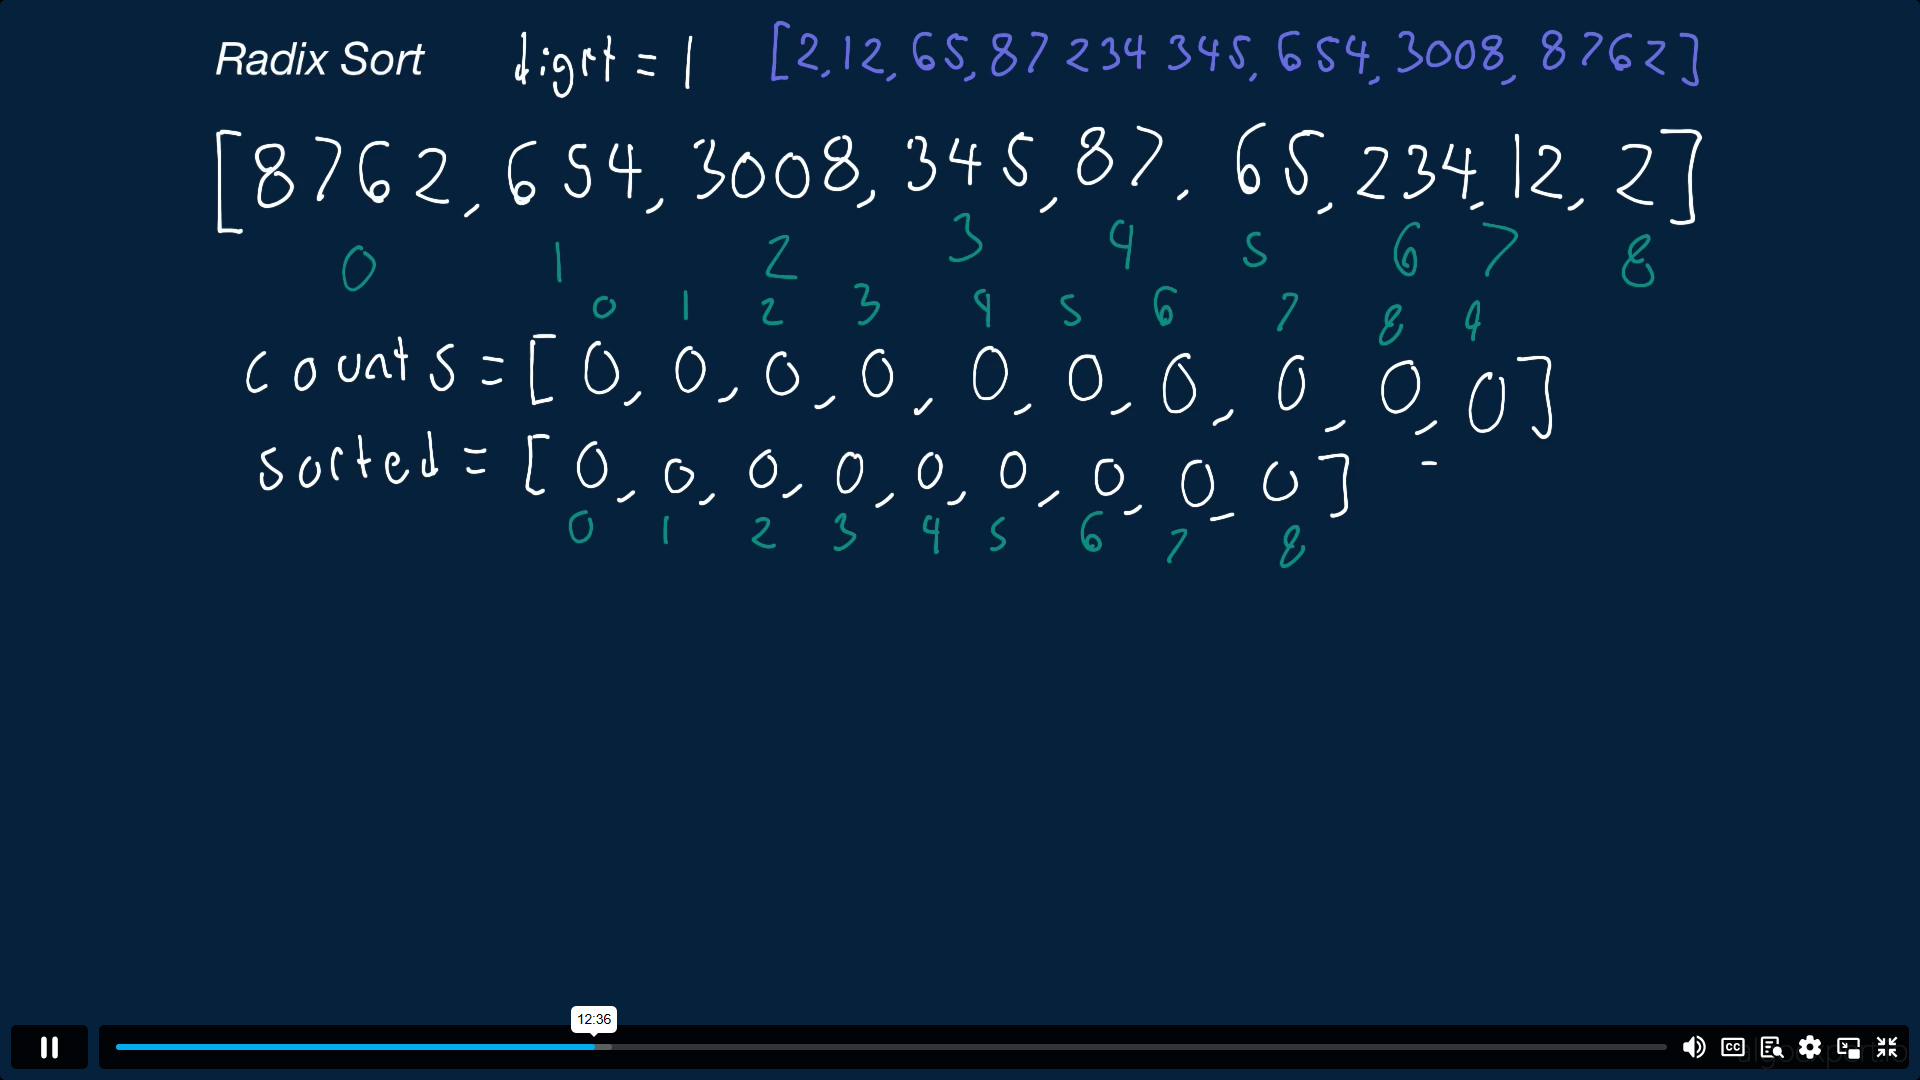 Radix Sort digit = 1 [2, 12, 65, 87 234 345, 654, 3008, 8762]
[8762, 654, 3008, 345, 87, 65, 234, 12, 2]
0 1 2 3 4 5 6 7 8
0 1 2 3 4 5 6 7 8 9
counts = [0, 0, 0, 0, 0, 0, 0, 0, 0, 0]
sorted = [0, 0, 0, 0, 0, 0, 0, 0, 0] -
0 1 2 3 4 5 6 7 8
12:36
CC